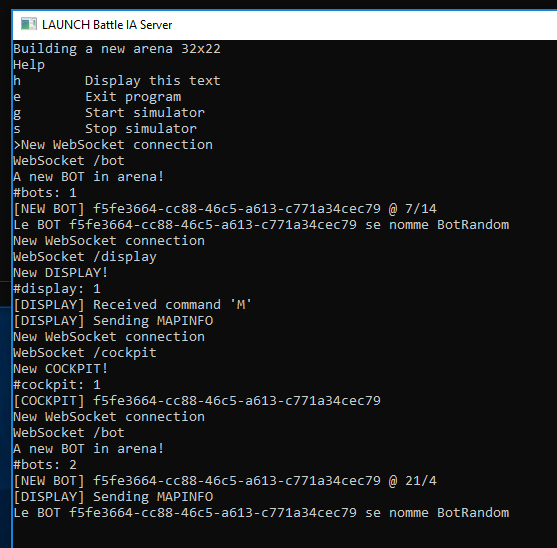 LAUNCH Battle IA Server
Building a new arena 32x22
Help
h        Display this text
e        Exit program
g        Start simulator
s        Stop simulator
>New WebSocket connection
WebSocket /bot
A new BOT in arena!
#bots: 1
[NEW BOT] f5fe3664-cc88-46c5-a613-c771a34cec79 @ 7/14
Le BOT f5fe3664-cc88-46c5-a613-c771a34cec79 se nomme BotRandom
New WebSocket connection
WebSocket /display
New DISPLAY!
#display: 1
[DISPLAY] Received command 'M'
[DISPLAY] Sending MAPINFO
New WebSocket connection
WebSocket /cockpit
New COCKPIT!
#cockpit: 1
[COCKPIT] f5fe3664-cc88-46c5-a613-c771a34cec79
New WebSocket connection
WebSocket /bot
A new BOT in arena!
#bots: 2
[NEW BOT] f5fe3664-cc88-46c5-a613-c771a34cec79 @ 21/4
[DISPLAY] Sending MAPINFO
Le BOT f5fe3664-cc88-46c5-a613-c771a34cec79 se nomme BotRandom